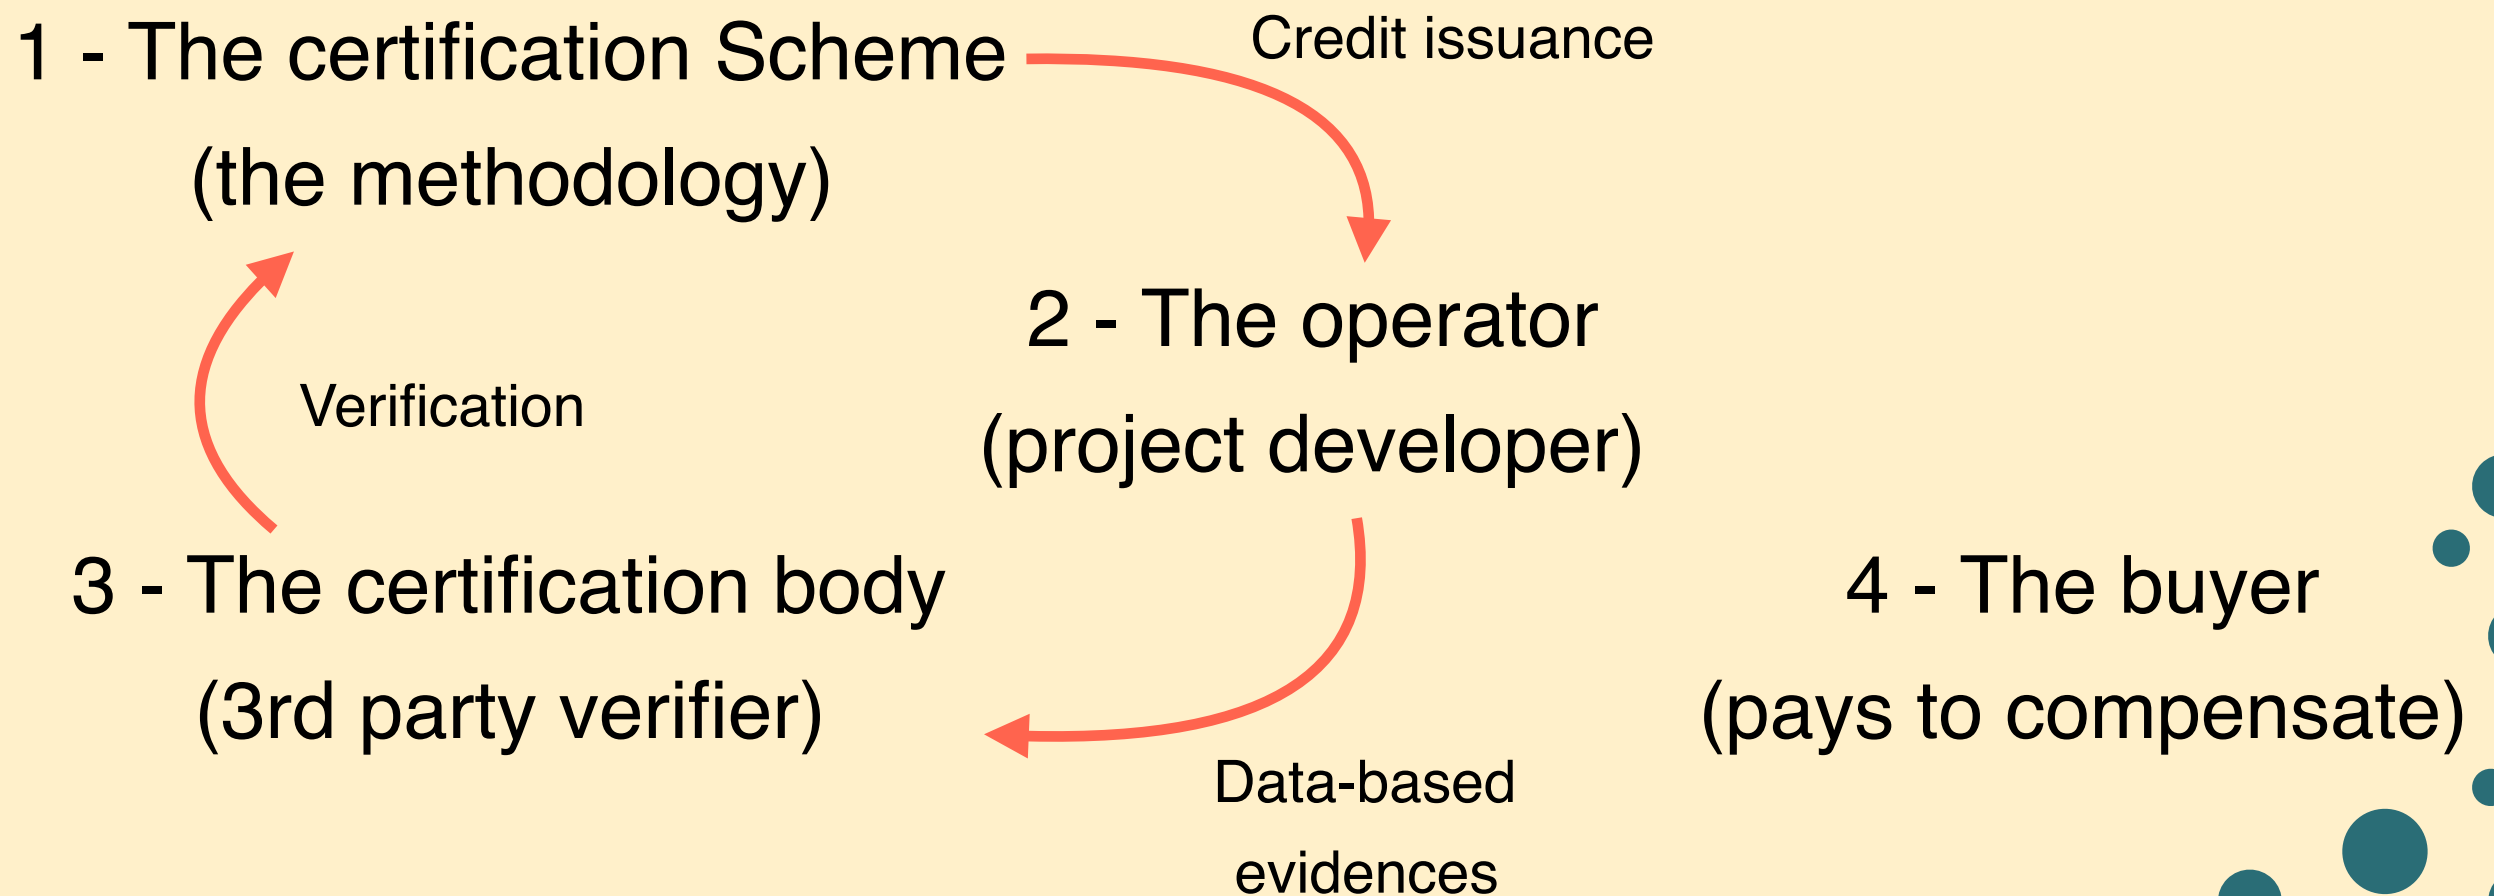 1 - The certification Scheme
(the methodology)
Credit issuance
2 - The operator
(project developer)
Verification
3 - The certification body
(3rd party verifier)
Data-based
evidences
4 - The buyer
(pays to compensate)